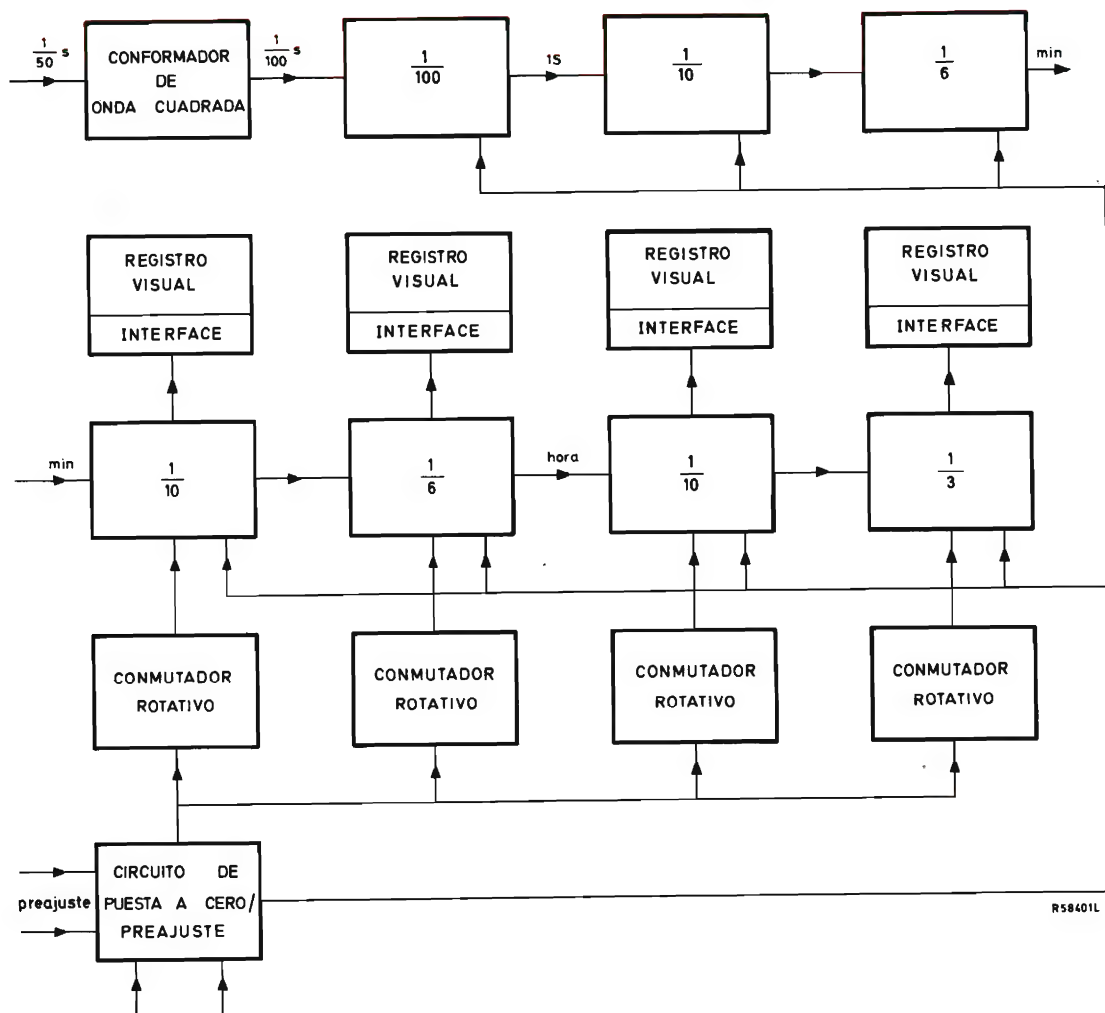 1/50 s
CONFORMADOR
DE
ONDA CUADRADA
1/100 s
1/100
1S
1/10
1/6
min
REGISTRO
VISUAL
INTERFACE
REGISTRO
VISUAL
INTERFACE
REGISTRO
VISUAL
INTERFACE
REGISTRO
VISUAL
INTERFACE
min
1/10
1/6
hora
1/10
1/3
CONMUTADOR
ROTATIVO
CONMUTADOR
ROTATIVO
CONMUTADOR
ROTATIVO
CONMUTADOR
ROTATIVO
preajuste
CIRCUITO DE
PUESTA A CERO/
PREAJUSTE
R58401L